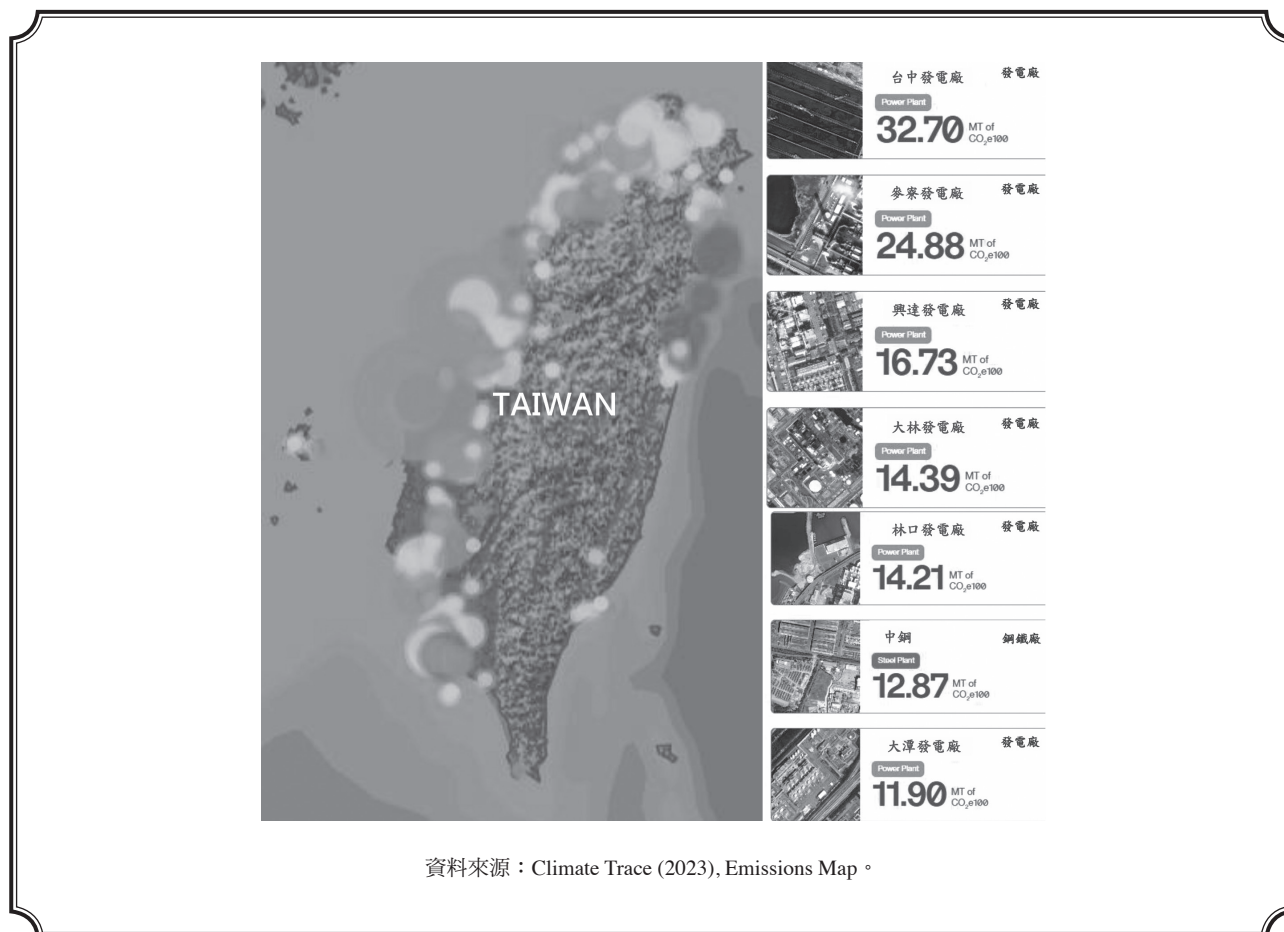 TAIWAN
台中發電廠 發電廠
Power Plant
32.70 MT of
CO₂e100
麥寮發電廠 發電廠
Power Plant
24.88 MT of
CO₂e100
興達發電廠 發電廠
Power Plant
16.73 MT of
CO₂e100
大林發電廠 發電廠
Power Plant
14.39 MT of
CO₂e100
林口發電廠 發電廠
Power Plant
14.21 MT of
CO₂e100
中鋼 鋼鐵廠
Steel Plant
12.87 MT of
CO₂e100
大潭發電廠 發電廠
Power Plant
11.90 MT of
CO₂e100
資料來源：Climate Trace (2023), Emissions Map。